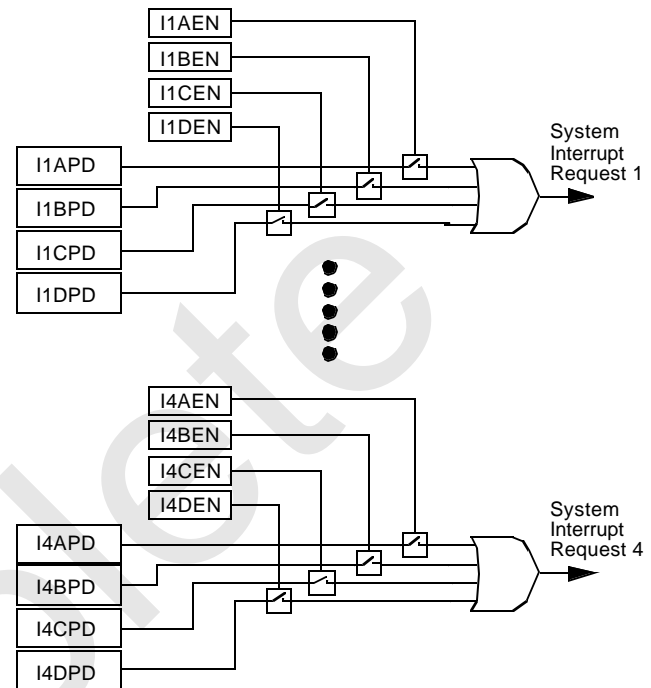 I1AEN
I1BEN
I1CEN
I1DEN
I1APD
I1BPD
I1CPD
I1DPD
System
Interrupt
Request 1
I4AEN
I4BEN
I4CEN
I4DEN
I4APD
I4BPD
I4CPD
I4DPD
System
Interrupt
Request 4
olete